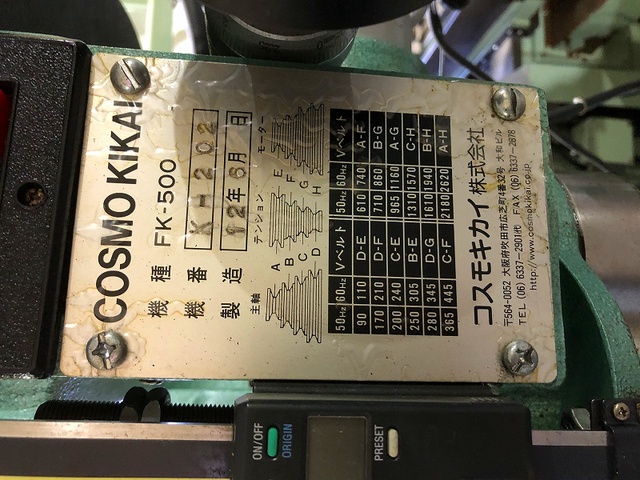 COSMO KIKAI
機種 FK-500
機番 K-1202
製造 12年6月 日
主軸 テンション モーター
A B C D
E F G H
50Hz 60Hz Vベルト 50Hz 60Hz Vベルト
90 110 D-E 610 740 A-F
170 210 D-F 710 860 B-G
200 240 C-E 965 1160 A-G
250 305 B-E 1310 1570 C-H
280 345 D-G 1610 1940 B-H
365 445 C-F 2180 2620 A-H
コスモキカイ株式会社
〒564-0052 大阪府吹田市広芝町4番32号 大和ビル
TEL (06) 6337-2901代 FAX (06) 6337-2878
http://www.cosmokikai.co.jp
ON/OFF
ORIGIN
PRESET